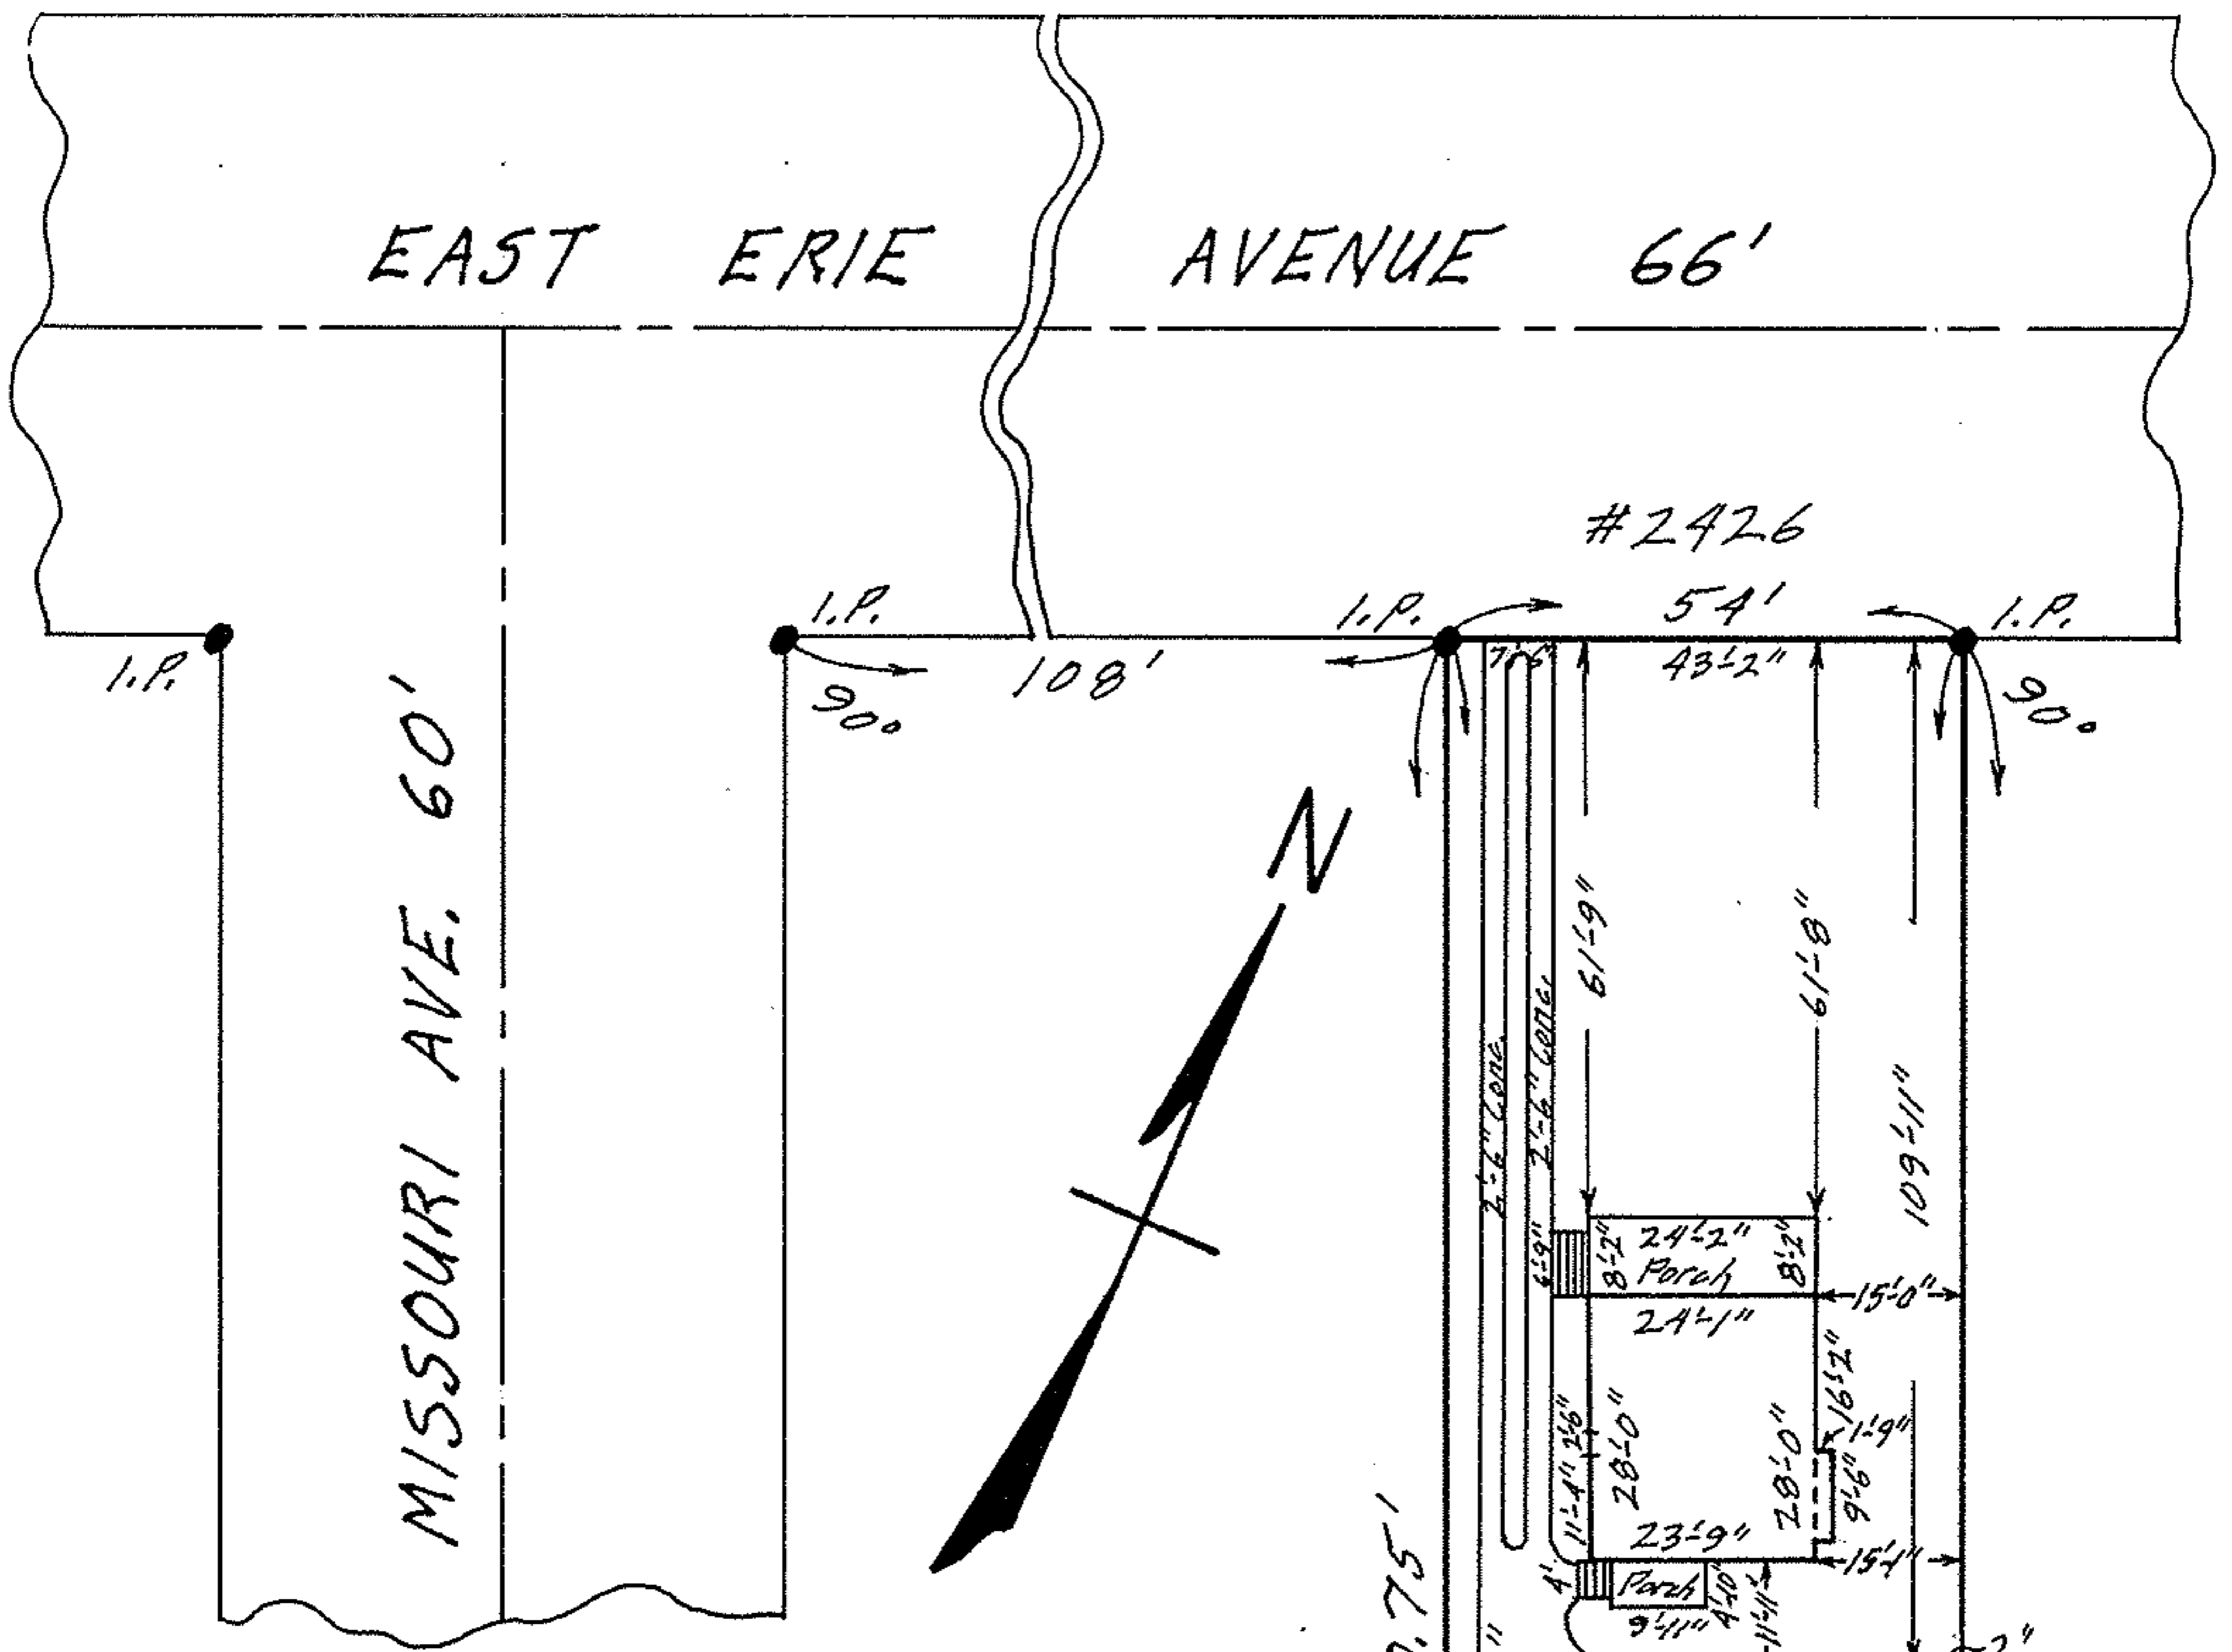 EAST ERIE AVENUE 66'
#2426
54'
I.P.
I.P.
I.P.
I.P.
108'
90°
90°
43'-2"
MISSOURI AVE. 60'
N
61'-9"
61'-8"
109'-11"
2'-6" Conc.
2'-6" Conc.
8'-2"
24'-2"
Porch
8'-2"
15'-0"
24'-1"
16'-2"
1'-9"
9'-6"
2'-6"
11'-4"
28'-0"
28'-0"
23'-9"
15'-1"
4'
Porch
4'-10"
9'-11"